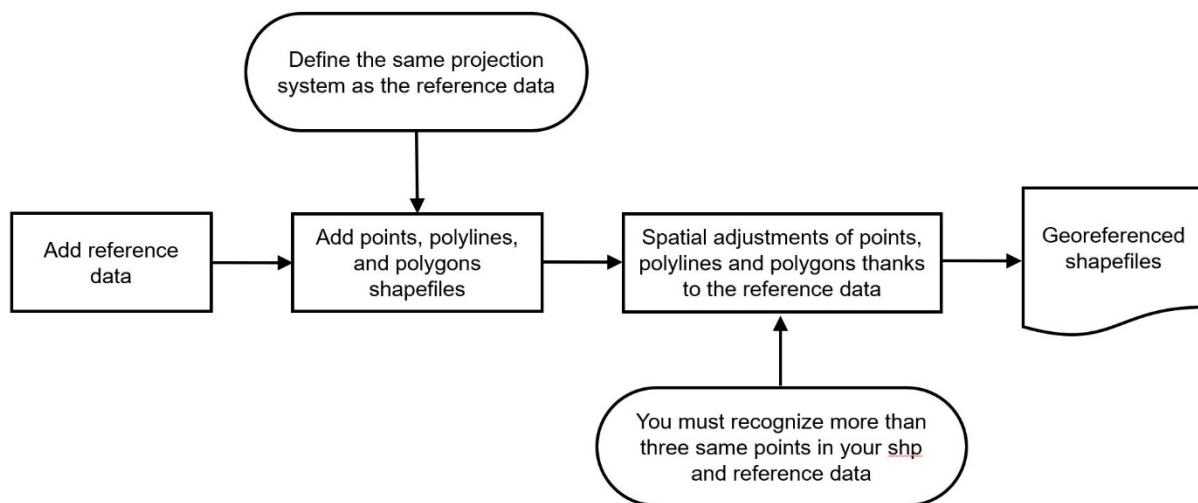 Define the same projection
system as the reference data
Add reference
data
Add points, polylines,
and polygons
shapefiles
Spatial adjustments of points,
polylines and polygons thanks
to the reference data
Georeferenced
shapefiles
You must recognize more than
three same points in your shp
and reference data